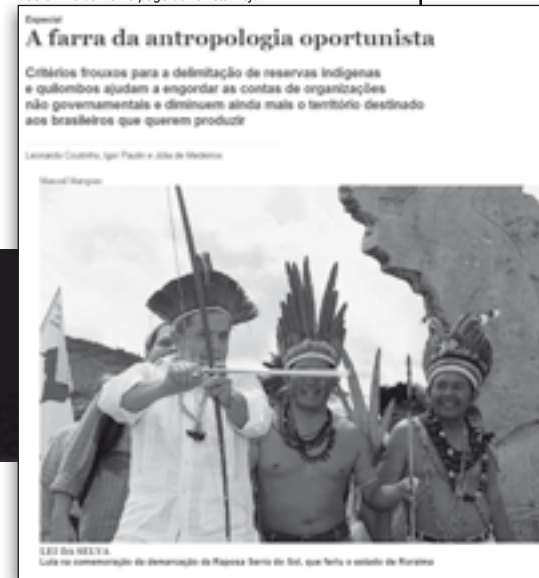 Especial
A farra da antropologia oportunista
Critérios frouxos para a delimitação de reservas indígenas
e quilombos ajudam a engordar as contas de organizações
não governamentais e diminuem ainda mais o território destinado
aos brasileiros que querem produzir
Leonardo Coutinho, Igor Paulin e Júlia de Medeiros
Manoel Marques
LEI DA SELVA
Lula na comemoração da demarcação da Raposa Serra do Sol, que feriu o estado de Roraima